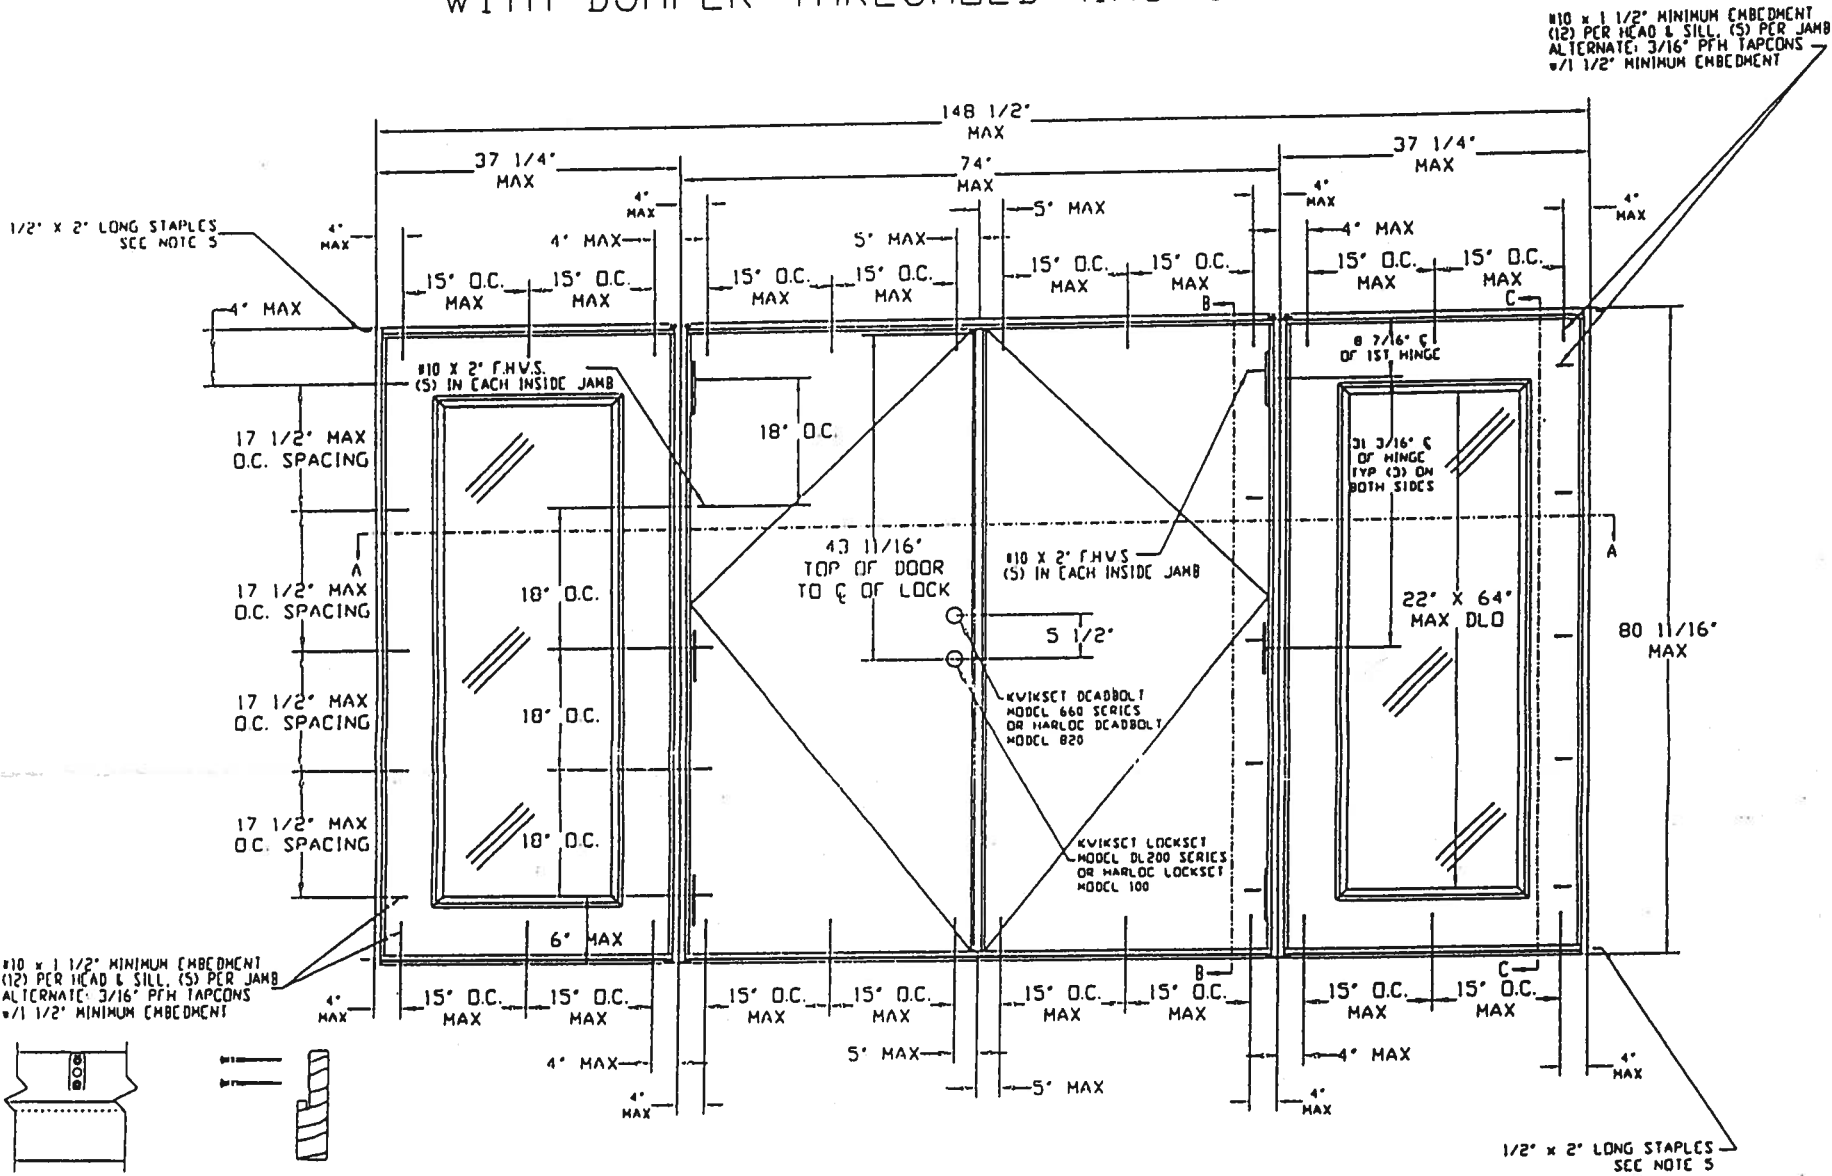 #10 x 1 1/2" MINIMUM EMBEDMENT
(12) PER HEAD & SILL, (5) PER JAMB
ALTERNATE: 3/16" PFH TAPCONS
w/1 1/2" MINIMUM EMBEDMENT
148 1/2"
MAX
37 1/4"
MAX
74"
MAX
37 1/4"
MAX
1/2" X 2" LONG STAPLES
SEE NOTE 5
4"
MAX
4" MAX
4"
MAX
5" MAX
5" MAX
4"
MAX
4" MAX
4"
MAX
15" O.C.
MAX
15" O.C.
MAX
15" O.C.
MAX
15" O.C.
MAX
15" O.C.
MAX
15" O.C.
MAX
15" O.C.
MAX
15" O.C.
MAX
4" MAX
B
C
#10 X 2" F.H.W.S.
(5) IN EACH INSIDE JAMB
8 7/16" ℄
OF 1ST HINGE
17 1/2" MAX
O.C. SPACING
18" O.C.
31 3/16" ℄
OF HINGE
TYP (3) ON
BOTH SIDES
A
A
43 11/16"
TOP OF DOOR
TO ℄ OF LOCK
#10 X 2" F.H.W.S
(5) IN EACH INSIDE JAMB
17 1/2" MAX
O.C. SPACING
18" O.C.
22" X 64"
MAX DLO
5 1/2"
80 11/16"
MAX
17 1/2" MAX
O.C. SPACING
18" O.C.
KWIKSET DEADBOLT
MODEL 660 SERIES
OR HARLOC DEADBOLT
MODEL 820
17 1/2" MAX
O.C. SPACING
18" O.C.
KWIKSET LOCKSET
MODEL DL200 SERIES
OR HARLOC LOCKSET
MODEL 100
6" MAX
#10 x 1 1/2" MINIMUM EMBEDMENT
(12) PER HEAD & SILL, (5) PER JAMB
ALTERNATE: 3/16" PFH TAPCONS
w/1 1/2" MINIMUM EMBEDMENT
B
C
4"
MAX
15" O.C.
MAX
15" O.C.
MAX
15" O.C.
MAX
15" O.C.
MAX
15" O.C.
MAX
15" O.C.
MAX
15" O.C.
MAX
15" O.C.
MAX
4" MAX
5" MAX
4" MAX
4"
MAX
5" MAX
4"
MAX
4"
MAX
1/2" x 2" LONG STAPLES
SEE NOTE 5